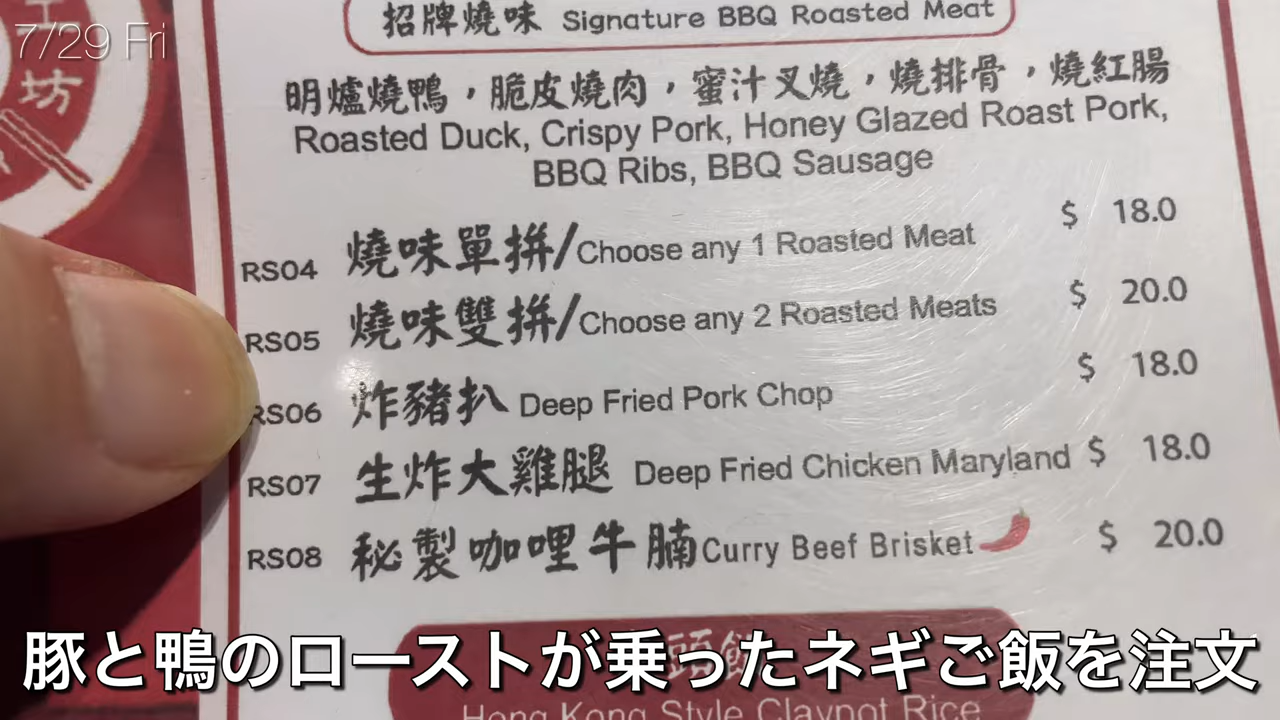 7/29 Fri
坊
招牌燒味 Signature BBQ Roasted Meat
明爐燒鴨，脆皮燒肉，蜜汁叉燒，燒排骨，燒紅腸
Roasted Duck, Crispy Pork, Honey Glazed Roast Pork,
BBQ Ribs, BBQ Sausage
RS04 燒味單拼/Choose any 1 Roasted Meat $ 18.0
RS05 燒味雙拼/Choose any 2 Roasted Meats $ 20.0
RS06 炸豬扒 Deep Fried Pork Chop $ 18.0
RS07 生炸大雞腿 Deep Fried Chicken Maryland $ 18.0
RS08 秘製咖哩牛腩 Curry Beef Brisket $ 20.0
豚と鴨のローストが乗ったネギご飯を注文
Hong Kong Style Claypot Rice